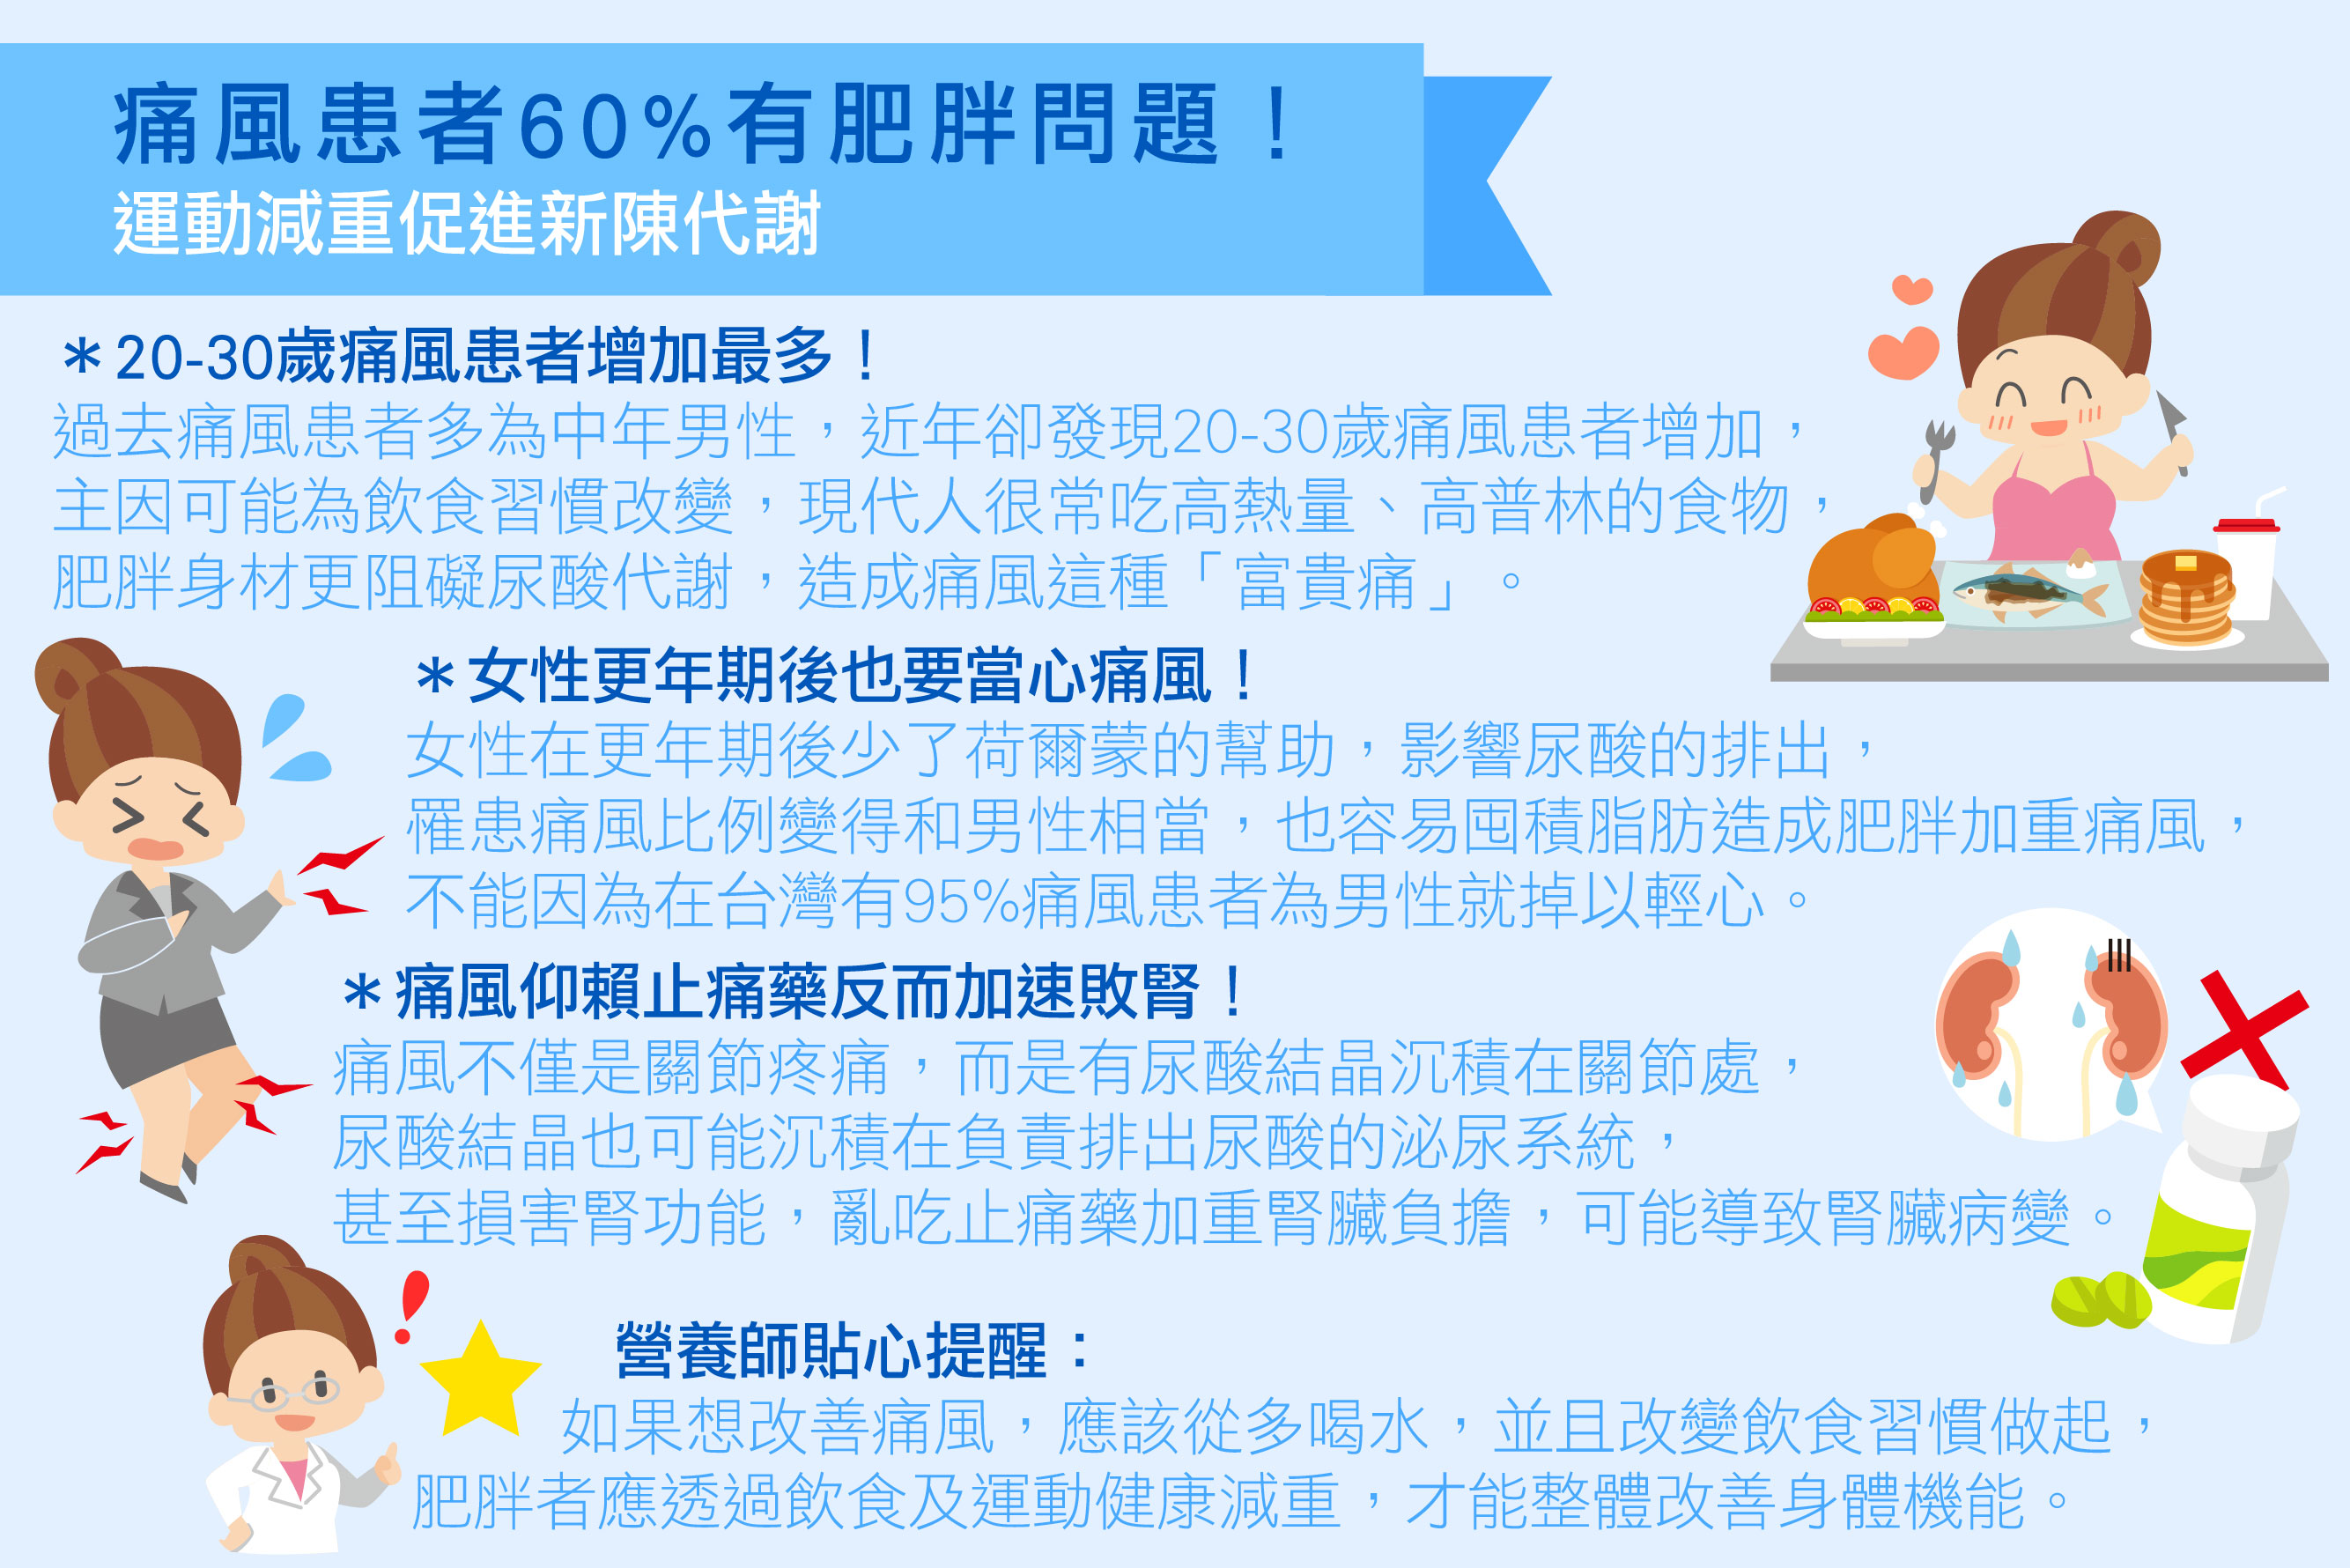 痛風患者60%有肥胖問題！
運動減重促進新陳代謝
＊20-30歲痛風患者增加最多！
過去痛風患者多為中年男性，近年卻發現20-30歲痛風患者增加，
主因可能為飲食習慣改變，現代人很常吃高熱量、高普林的食物，
肥胖身材更阻礙尿酸代謝，造成痛風這種「富貴痛」。
＊女性更年期後也要當心痛風！
女性在更年期後少了荷爾蒙的幫助，影響尿酸的排出，
罹患痛風比例變得和男性相當，也容易囤積脂肪造成肥胖加重痛風，
不能因為在台灣有95%痛風患者為男性就掉以輕心。
＊痛風仰賴止痛藥反而加速敗腎！
痛風不僅是關節疼痛，而是有尿酸結晶沉積在關節處，
尿酸結晶也可能沉積在負責排出尿酸的泌尿系統，
甚至損害腎功能，亂吃止痛藥加重腎臟負擔，可能導致腎臟病變。
營養師貼心提醒：
如果想改善痛風，應該從多喝水，並且改變飲食習慣做起，
肥胖者應透過飲食及運動健康減重，才能整體改善身體機能。